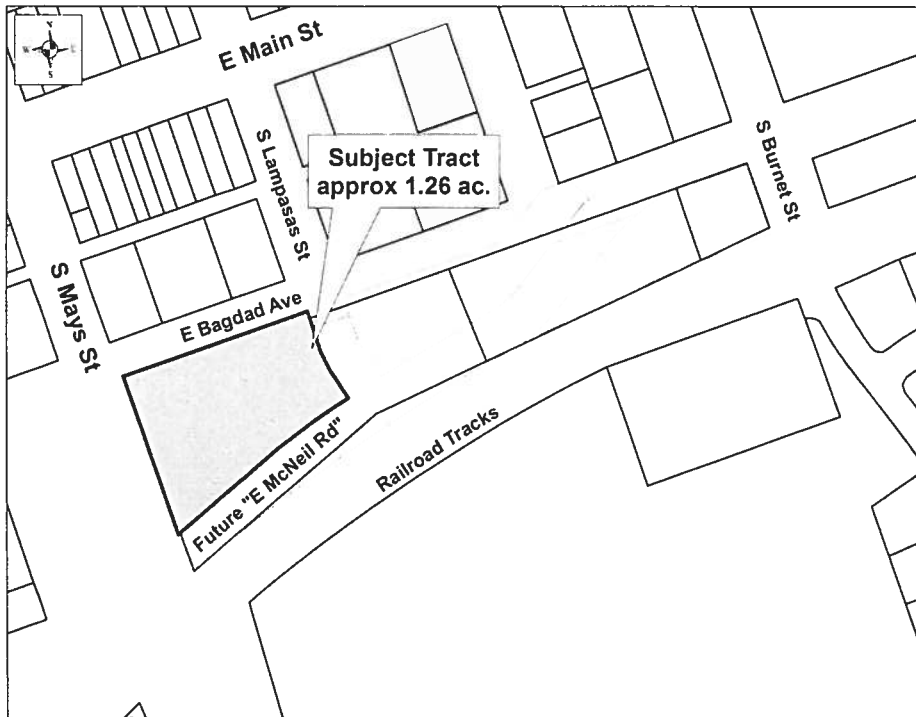 N
W E
S
E Main St
S Lampasas St
Subject Tract
approx 1.26 ac.
S Burnet St
S Mays St
E Bagdad Ave
Future "E McNeil Rd"
Railroad Tracks